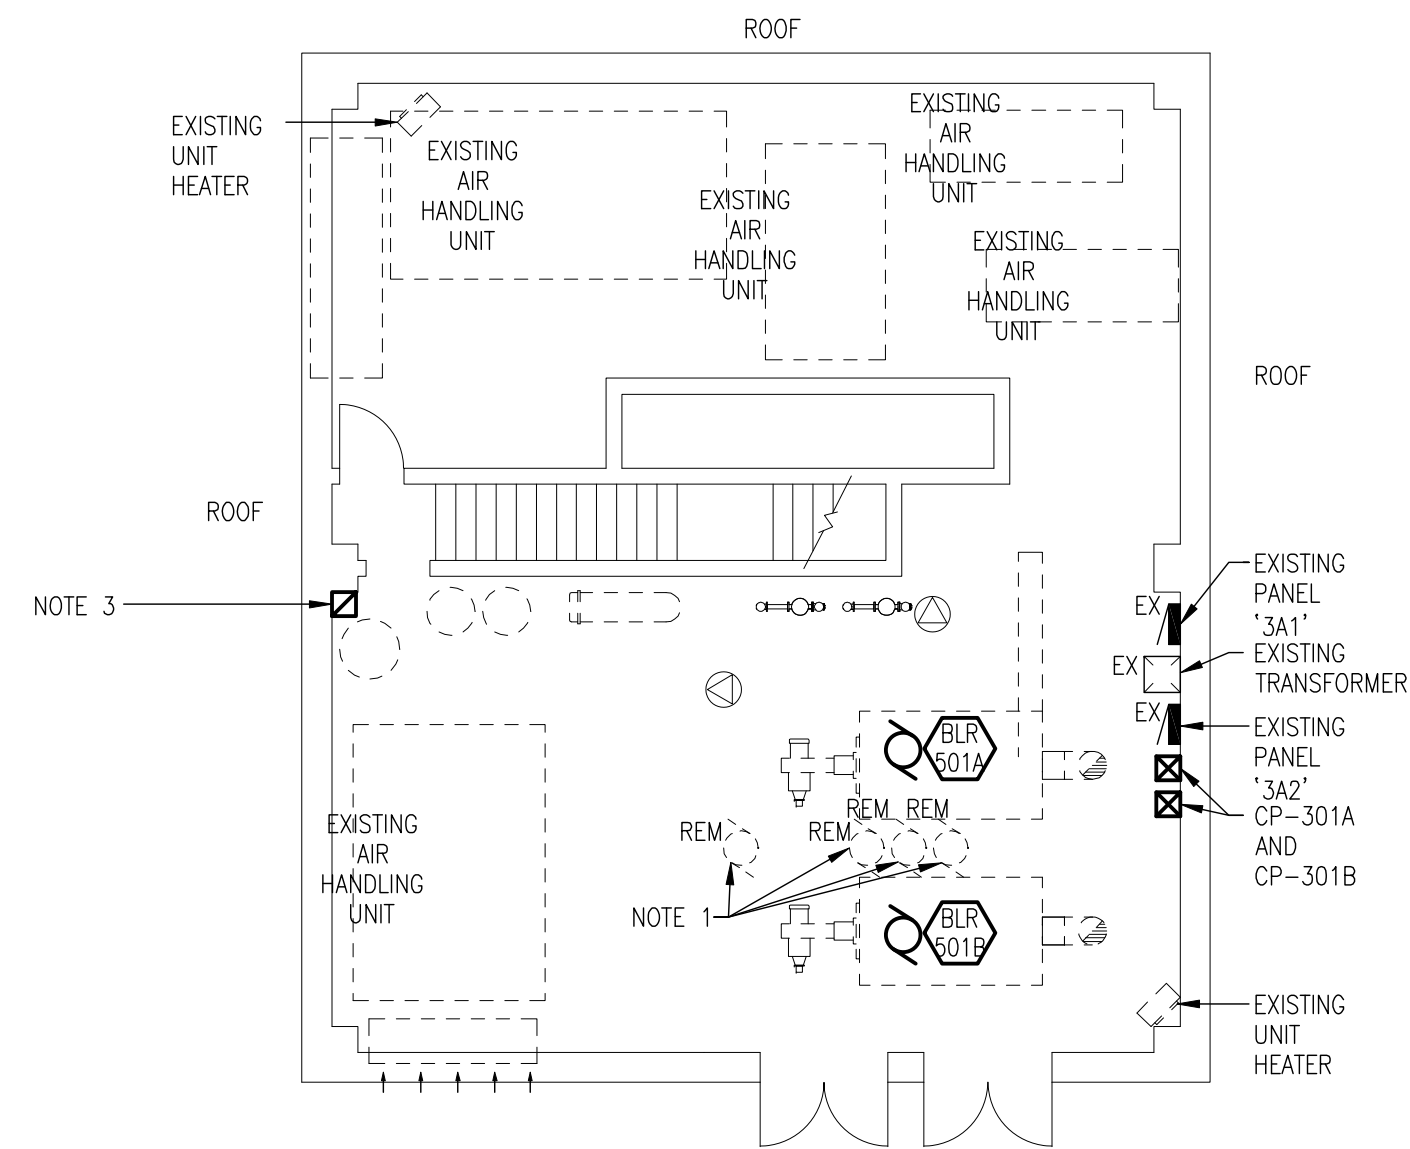 ROOF
EXISTING
UNIT
HEATER
EXISTING
AIR
HANDLING
UNIT
EXISTING
AIR
HANDLING
UNIT
EXISTING
AIR
HANDLING
UNIT
EXISTING
AIR
HANDLING
UNIT
ROOF
ROOF
NOTE 3
EX
EXISTING
PANEL
'3A1'
EX
EXISTING
TRANSFORMER
EX
EXISTING
PANEL
'3A2'
CP-301A
AND
CP-301B
BLR
501A
EXISTING
AIR
HANDLING
UNIT
REM
REM
REM
REM
NOTE 1
BLR
501B
EXISTING
UNIT
HEATER